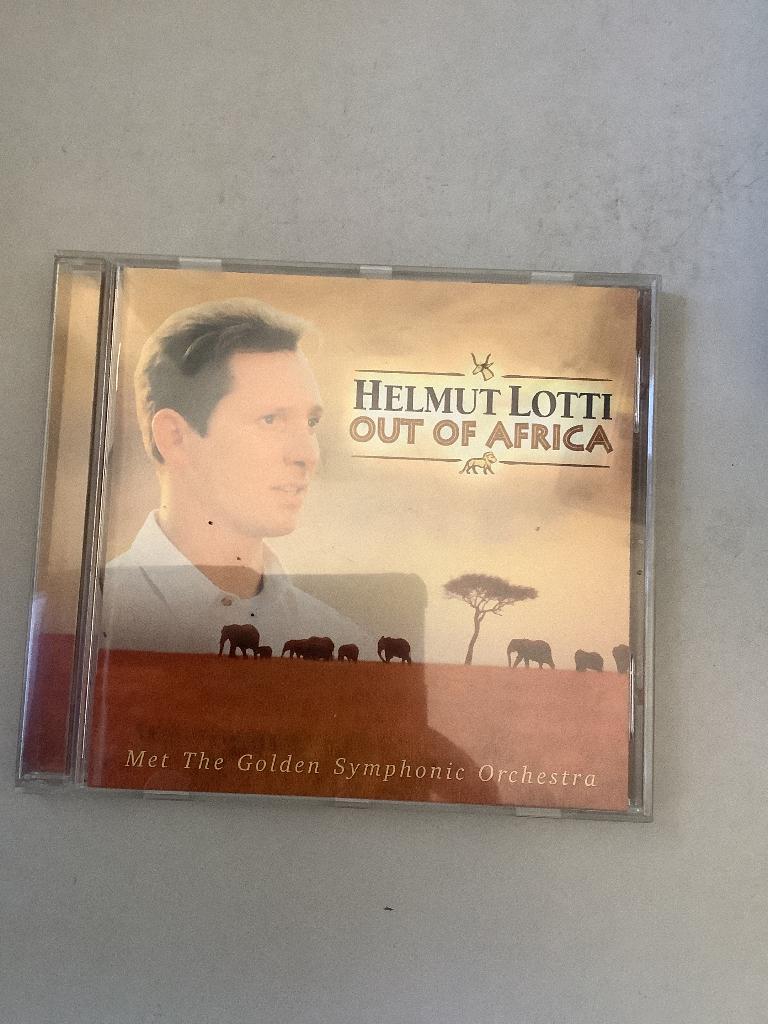 HELMUT LOTTI
OUT OF AFRICA
Met The Golden Symphonic Orchestra